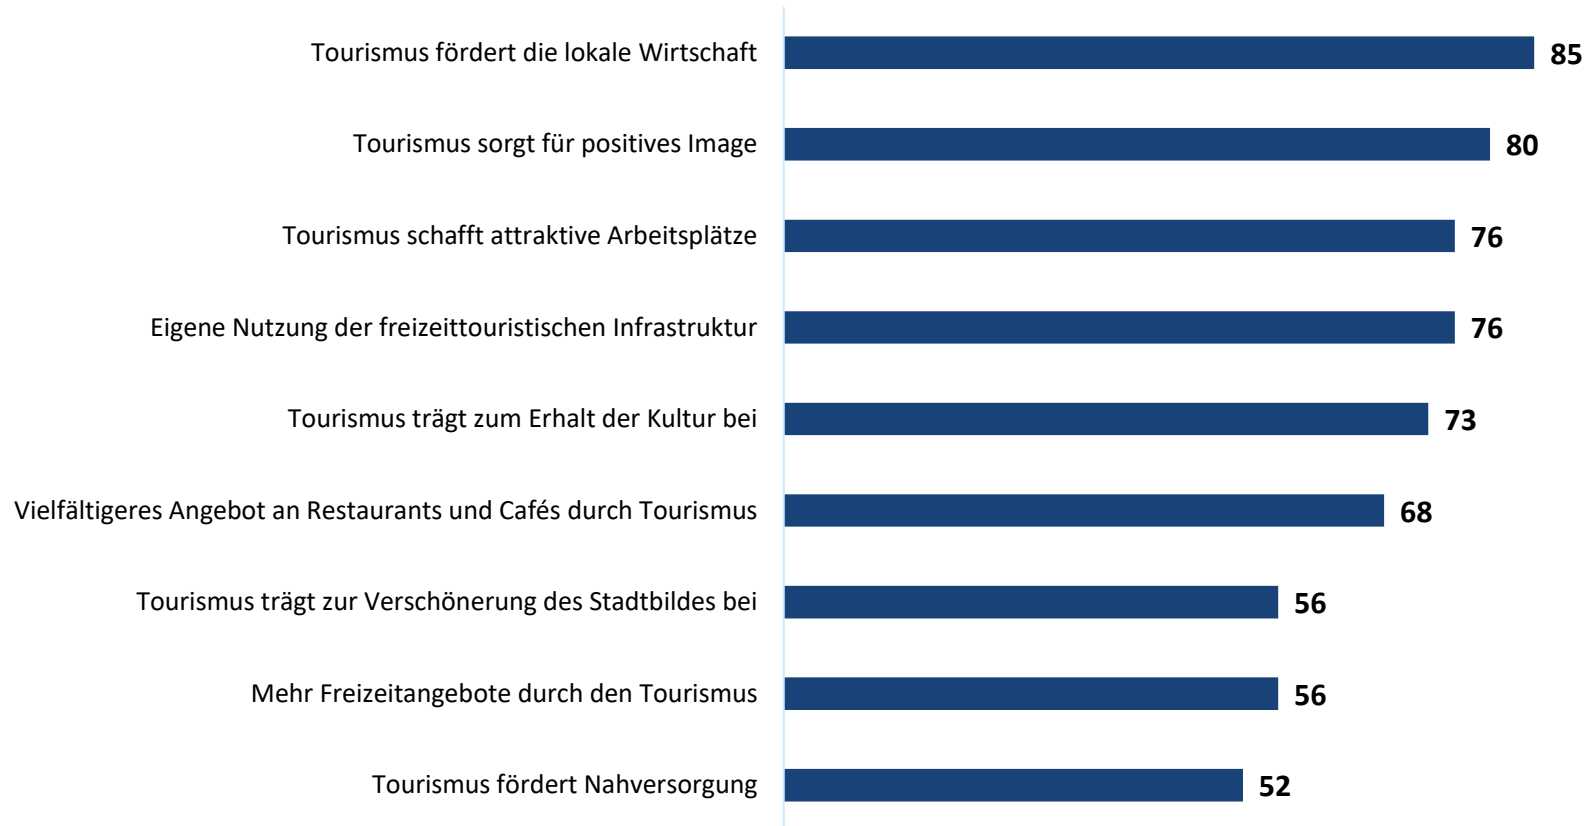 Tourismus fördert die lokale Wirtschaft 85
Tourismus sorgt für positives Image 80
Tourismus schafft attraktive Arbeitsplätze 76
Eigene Nutzung der freizeittouristischen Infrastruktur 76
Tourismus trägt zum Erhalt der Kultur bei 73
Vielfältigeres Angebot an Restaurants und Cafés durch Tourismus 68
Tourismus trägt zur Verschönerung des Stadtbildes bei 56
Mehr Freizeitangebote durch den Tourismus 56
Tourismus fördert Nahversorgung 52